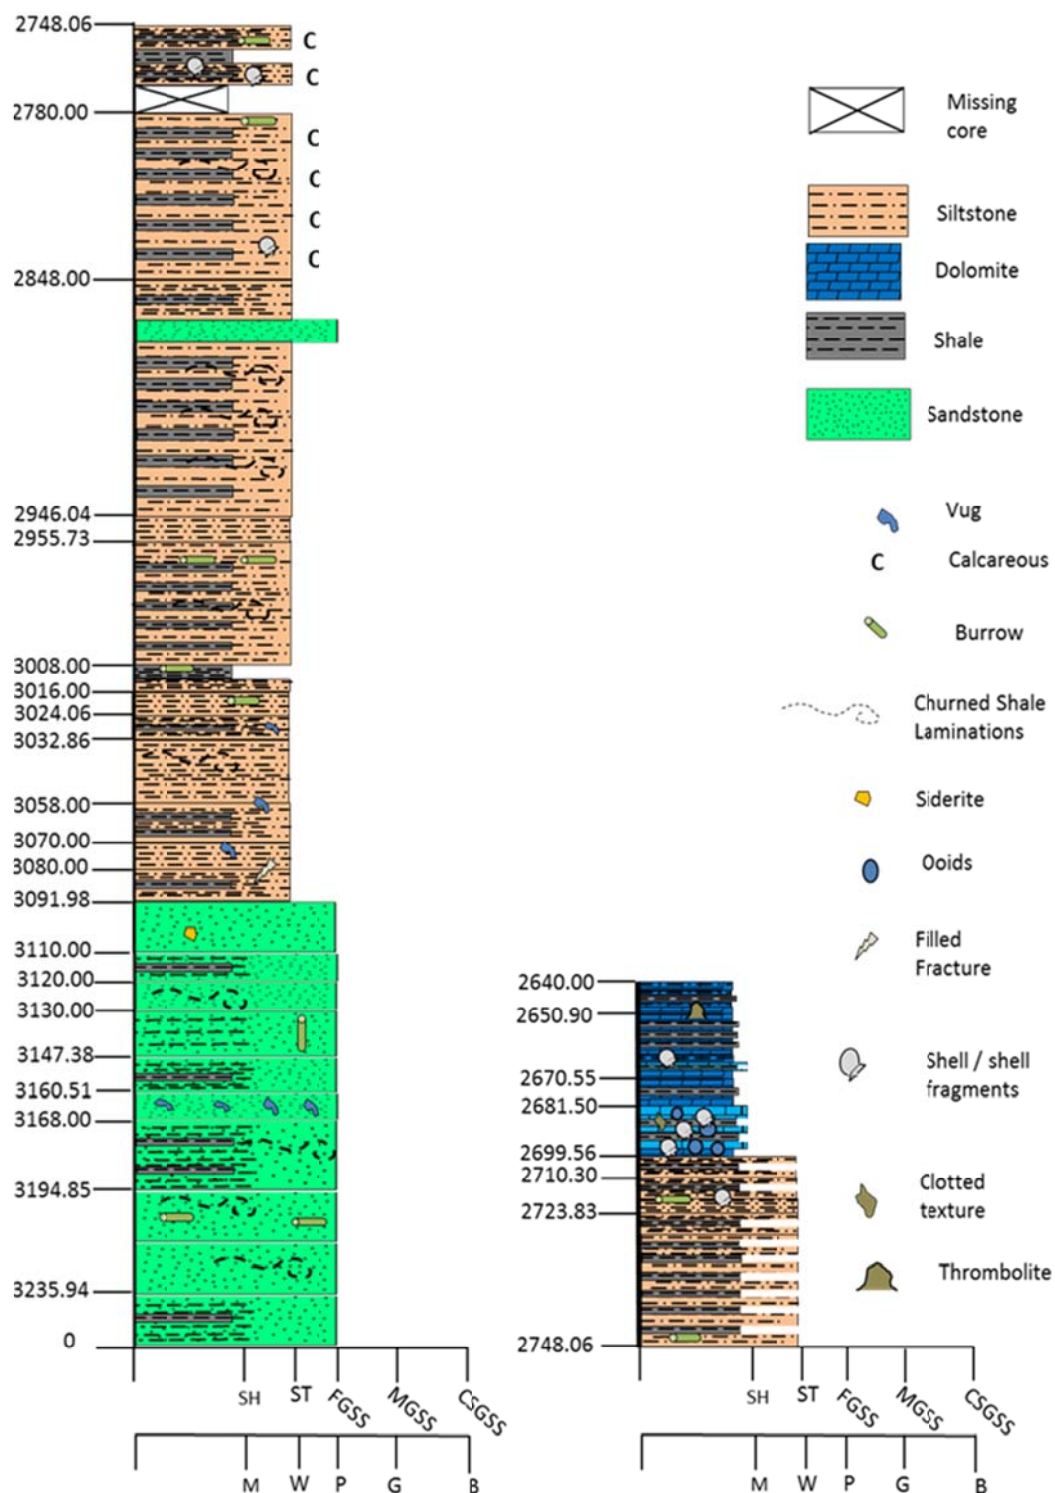 2748.06
2780.00
2848.00
2946.04
2955.73
3008.00
3016.00
3024.06
3032.86
3058.00
3070.00
3080.00
3091.98
3110.00
3120.00
3130.00
3147.38
3160.51
3168.00
3194.85
3235.94
0
C
C
C
C
C
C
SH
ST
FGSS
MGSS
CSGSS
M
W
P
G
B
2640.00
2650.90
2670.55
2681.50
2699.56
2710.30
2723.83
2748.06
SH
ST
FGSS
MGSS
CSGSS
M
W
P
G
B
Missing
core
Siltstone
Dolomite
Shale
Sandstone
Vug
C Calcareous
Burrow
Churned Shale
Laminations
Siderite
Ooids
Filled
Fracture
Shell / shell
fragments
Clotted
texture
Thrombolite